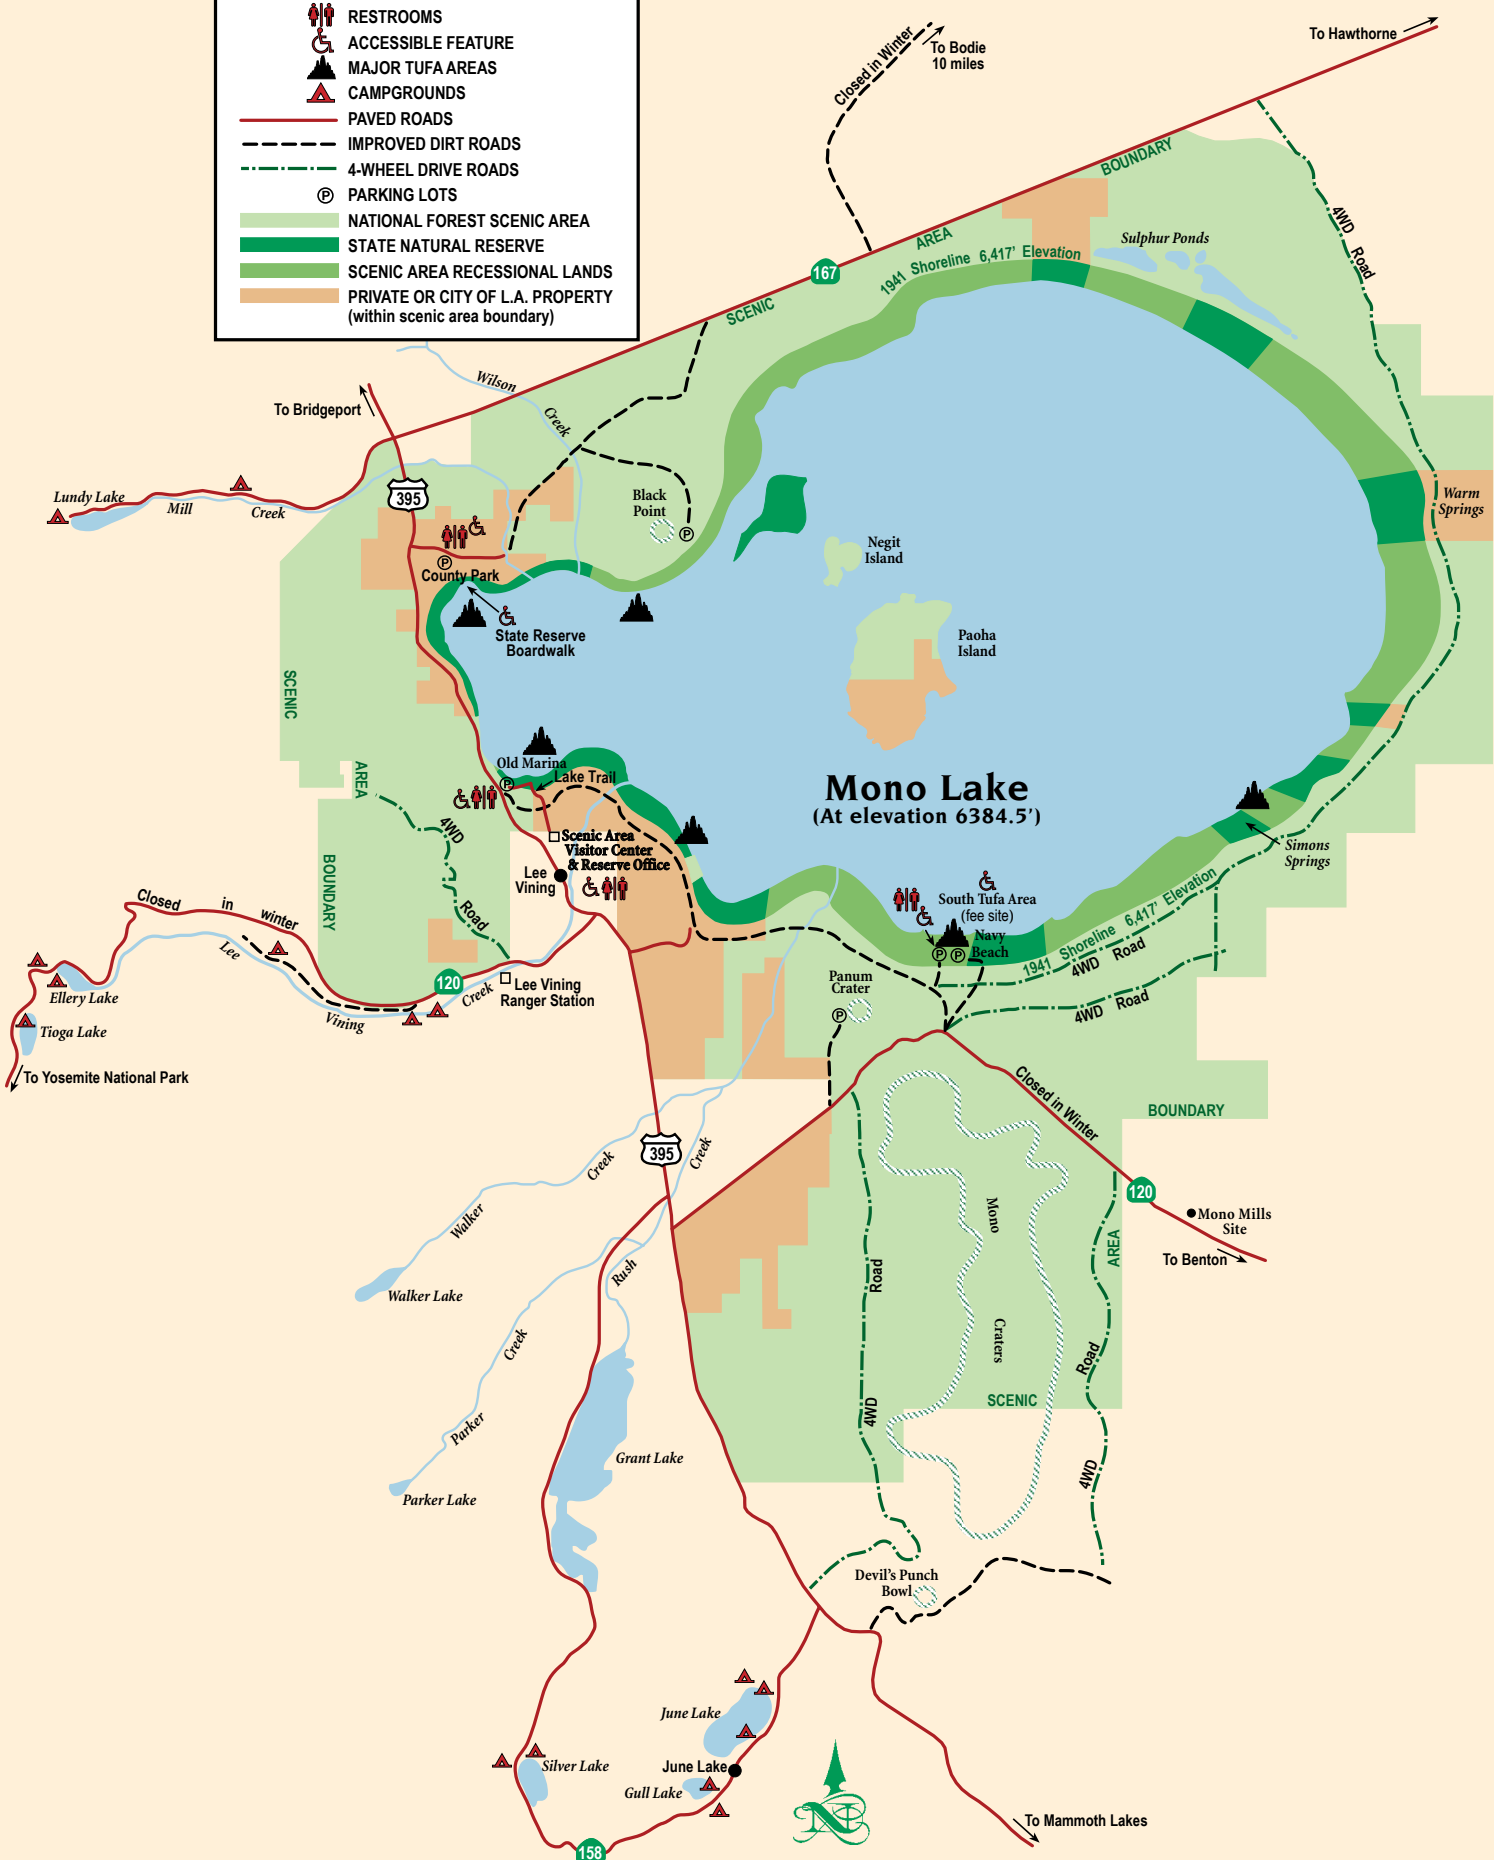 RESTROOMS
ACCESSIBLE FEATURE
MAJOR TUFA AREAS
CAMPGROUNDS
PAVED ROADS
IMPROVED DIRT ROADS
4-WHEEL DRIVE ROADS
P PARKING LOTS
NATIONAL FOREST SCENIC AREA
STATE NATURAL RESERVE
SCENIC AREA RECESSIONAL LANDS
PRIVATE OR CITY OF L.A. PROPERTY
(within scenic area boundary)
Closed in Winter
To Bodie
10 miles
To Hawthorne
BOUNDARY
AREA
SCENIC
167
1941 Shoreline 6,417' Elevation
Sulphur Ponds
4WD Road
Wilson
Creek
To Bridgeport
395
Lundy Lake
Mill
Creek
Black
Point
P
Warm
Springs
Negit
Island
P
County Park
State Reserve
Boardwalk
Paoha
Island
SCENIC
AREA
BOUNDARY
Old Marina
P
Lake Trail
Mono Lake
(At elevation 6384.5')
4WD
Road
Scenic Area
Visitor Center
& Reserve Office
Lee
Vining
Simons
Springs
Closed in winter
Lee
Vining
Creek
120
Ellery Lake
Tioga Lake
To Yosemite National Park
Lee Vining
Ranger Station
South Tufa Area
(fee site)
Navy
Beach
P P
1941 Shoreline 6,417' Elevation
4WD Road
4WD Road
Panum
Crater
P
Closed in Winter
BOUNDARY
395
Creek
Creek
Walker
Walker Lake
120
Mono Mills
Site
To Benton
AREA
Mono
Craters
Road
4WD
Rush
Creek
Parker
Parker Lake
Grant Lake
Road
4WD
SCENIC
Devil's Punch
Bowl
June Lake
June Lake
Gull Lake
Silver Lake
To Mammoth Lakes
158
N